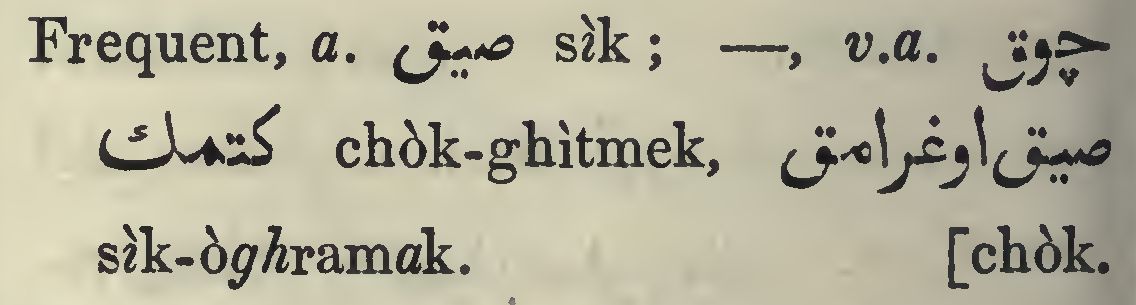 Frequent, a. صيق sìk; —, v.a. چوق
كتمك chòk-ghìtmek, صيق اوغرامق
sìk-òghramak. [chòk.